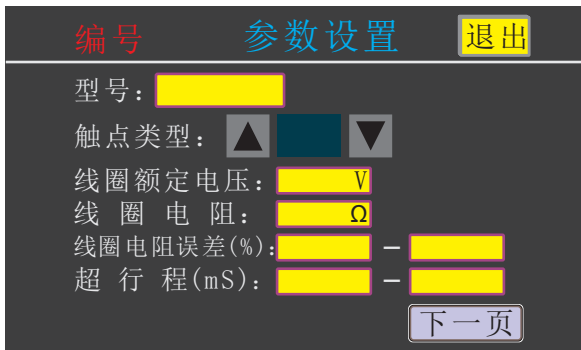 编号 参数设置 退出
型号:
触点类型: ▲ ▼
线圈额定电压: V
线圈电阻: Ω
线圈电阻误差(%): —
超行程(mS): —
下一页